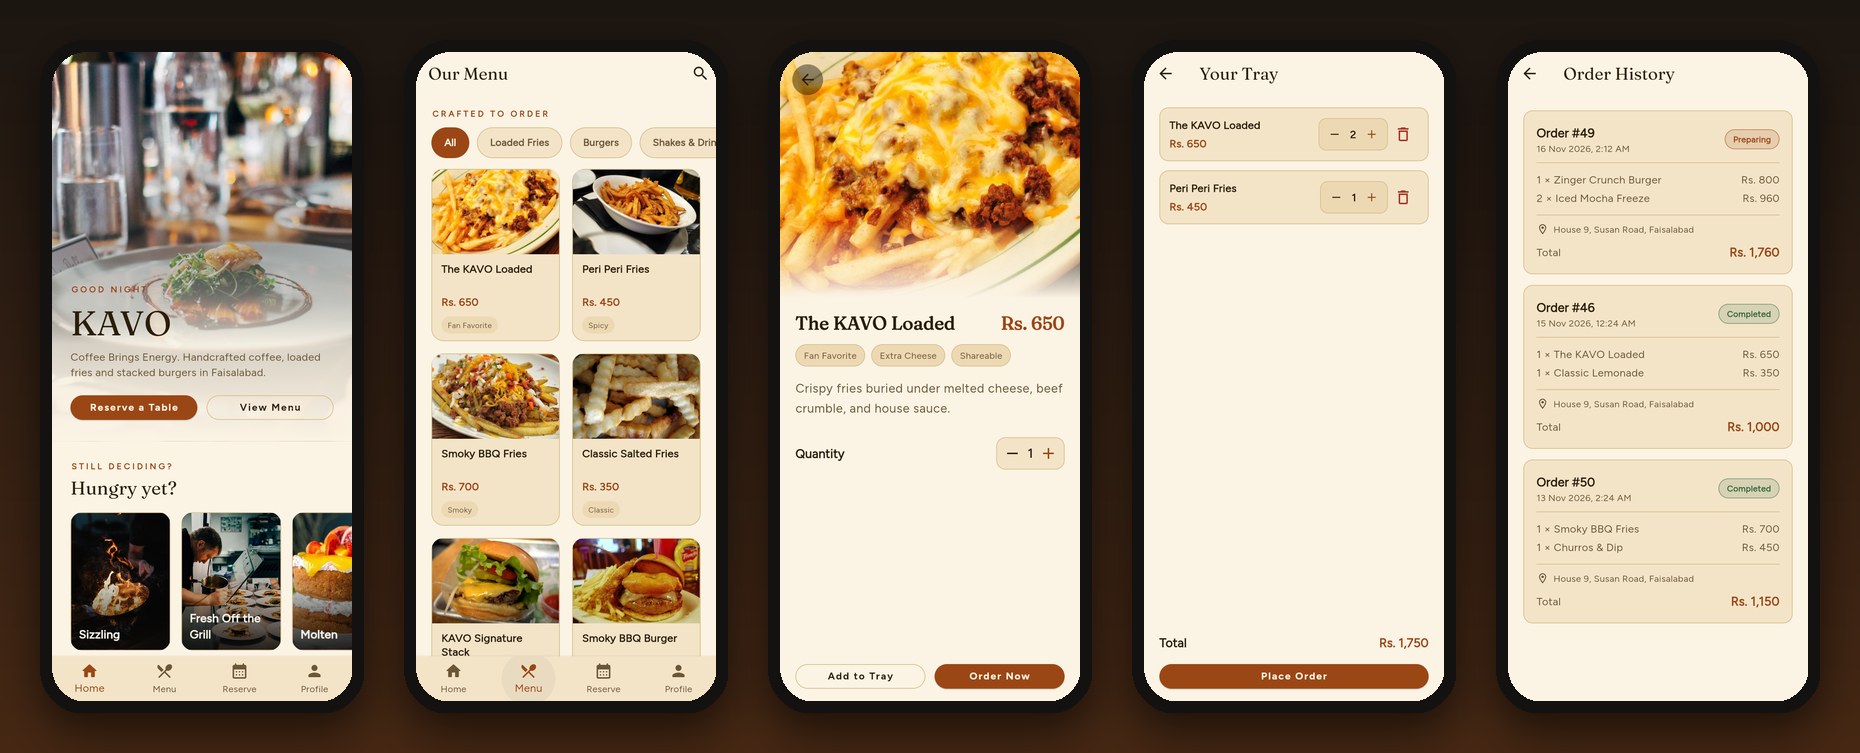 GOOD NIGHT
KAVO
Coffee Brings Energy. Handcrafted coffee, loaded
fries and stacked burgers in Faisalabad.
Reserve a Table
View Menu
STILL DECIDING?
Hungry yet?
Sizzling
Fresh Off the
Grill
Molten
Home
Menu
Reserve
Profile
Our Menu
CRAFTED TO ORDER
All
Loaded Fries
Burgers
Shakes & Drin
The KAVO Loaded
Rs. 650
Fan Favorite
Peri Peri Fries
Rs. 450
Spicy
Smoky BBQ Fries
Rs. 700
Smoky
Classic Salted Fries
Rs. 350
Classic
KAVO Signature
Stack
Smoky BBQ Burger
Home
Menu
Reserve
Profile
The KAVO Loaded
Rs. 650
Fan Favorite
Extra Cheese
Shareable
Crispy fries buried under melted cheese, beef
crumble, and house sauce.
Quantity
1
Add to Tray
Order Now
Your Tray
The KAVO Loaded
Rs. 650
2
Peri Peri Fries
Rs. 450
1
Total
Rs. 1,750
Place Order
Order History
Order #49
16 Nov 2026, 2:12 AM
Preparing
1 × Zinger Crunch Burger
Rs. 800
2 × Iced Mocha Freeze
Rs. 960
House 9, Susan Road, Faisalabad
Total
Rs. 1,760
Order #46
15 Nov 2026, 12:24 AM
Completed
1 × The KAVO Loaded
Rs. 650
1 × Classic Lemonade
Rs. 350
House 9, Susan Road, Faisalabad
Total
Rs. 1,000
Order #50
13 Nov 2026, 2:24 AM
Completed
1 × Smoky BBQ Fries
Rs. 700
1 × Churros & Dip
Rs. 450
House 9, Susan Road, Faisalabad
Total
Rs. 1,150